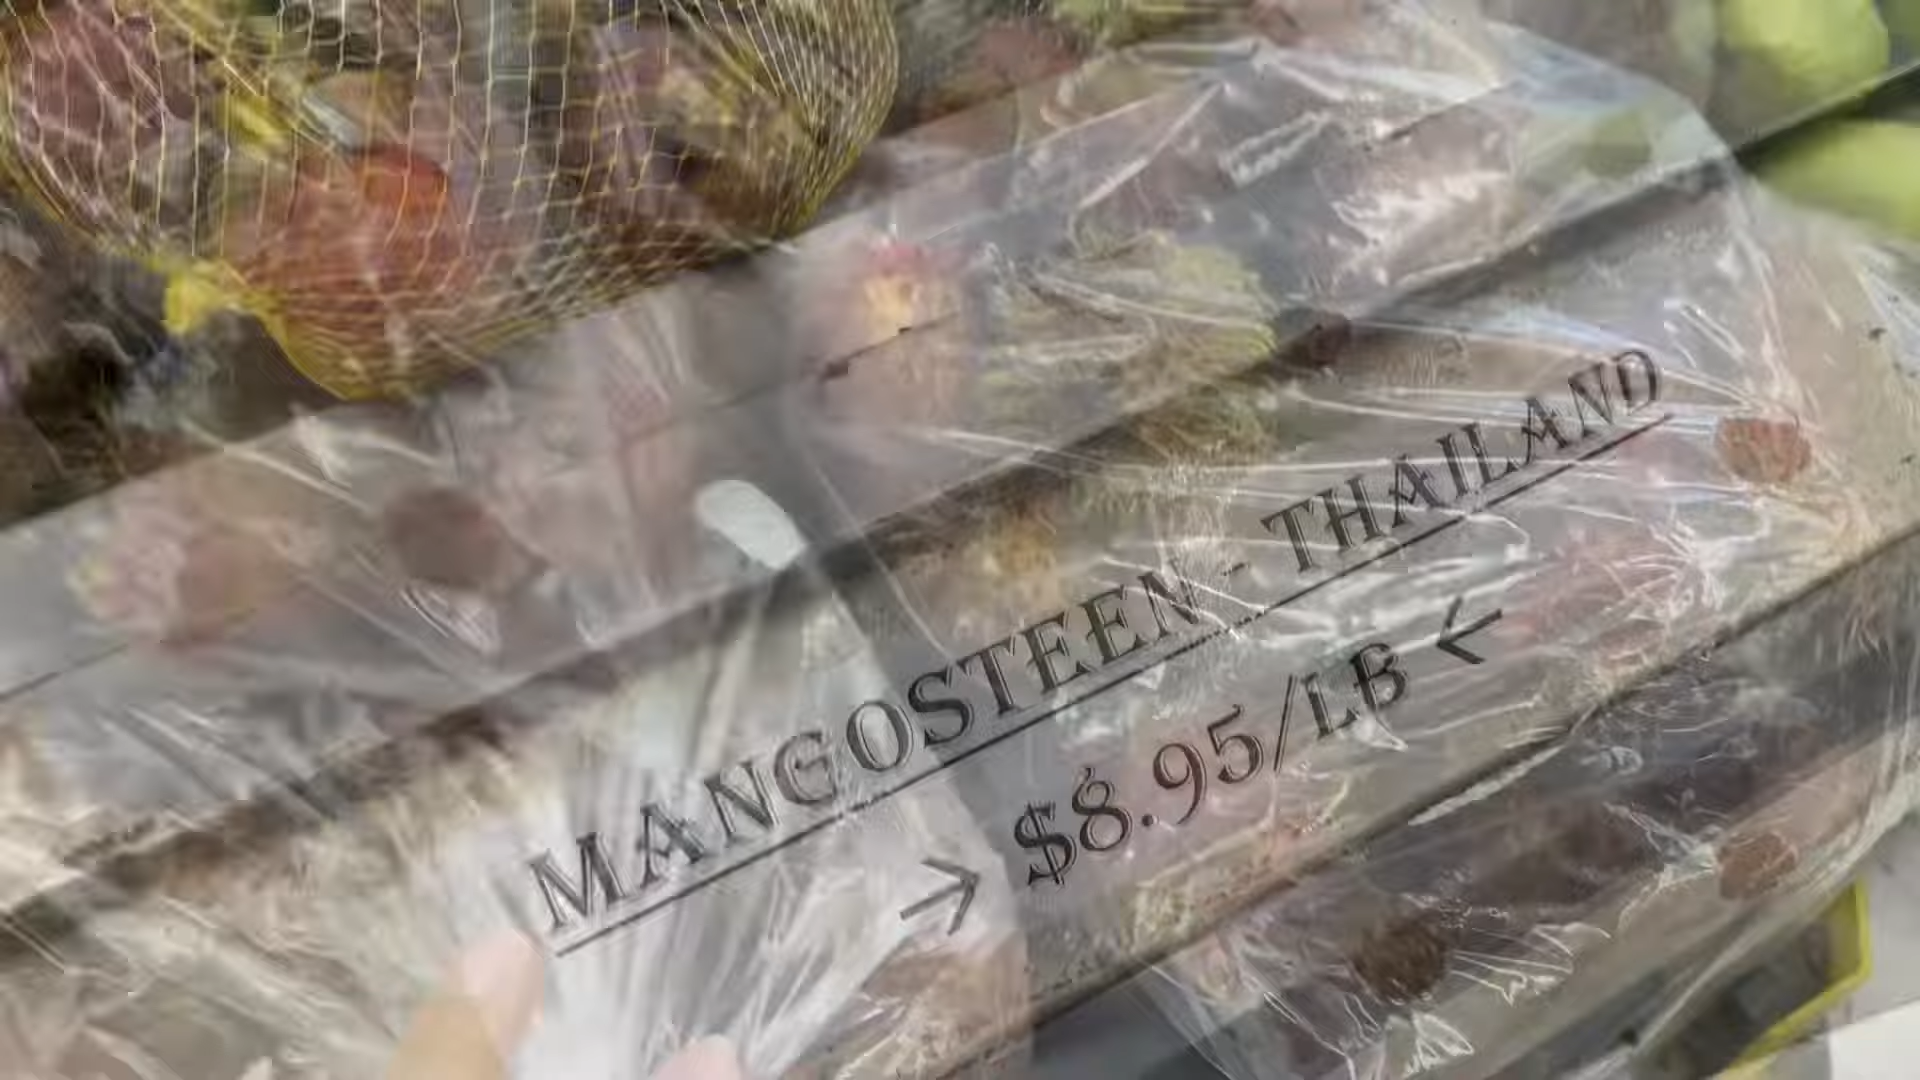 MANGOSTEEN - THAILAND
→ $8.95/LB ←